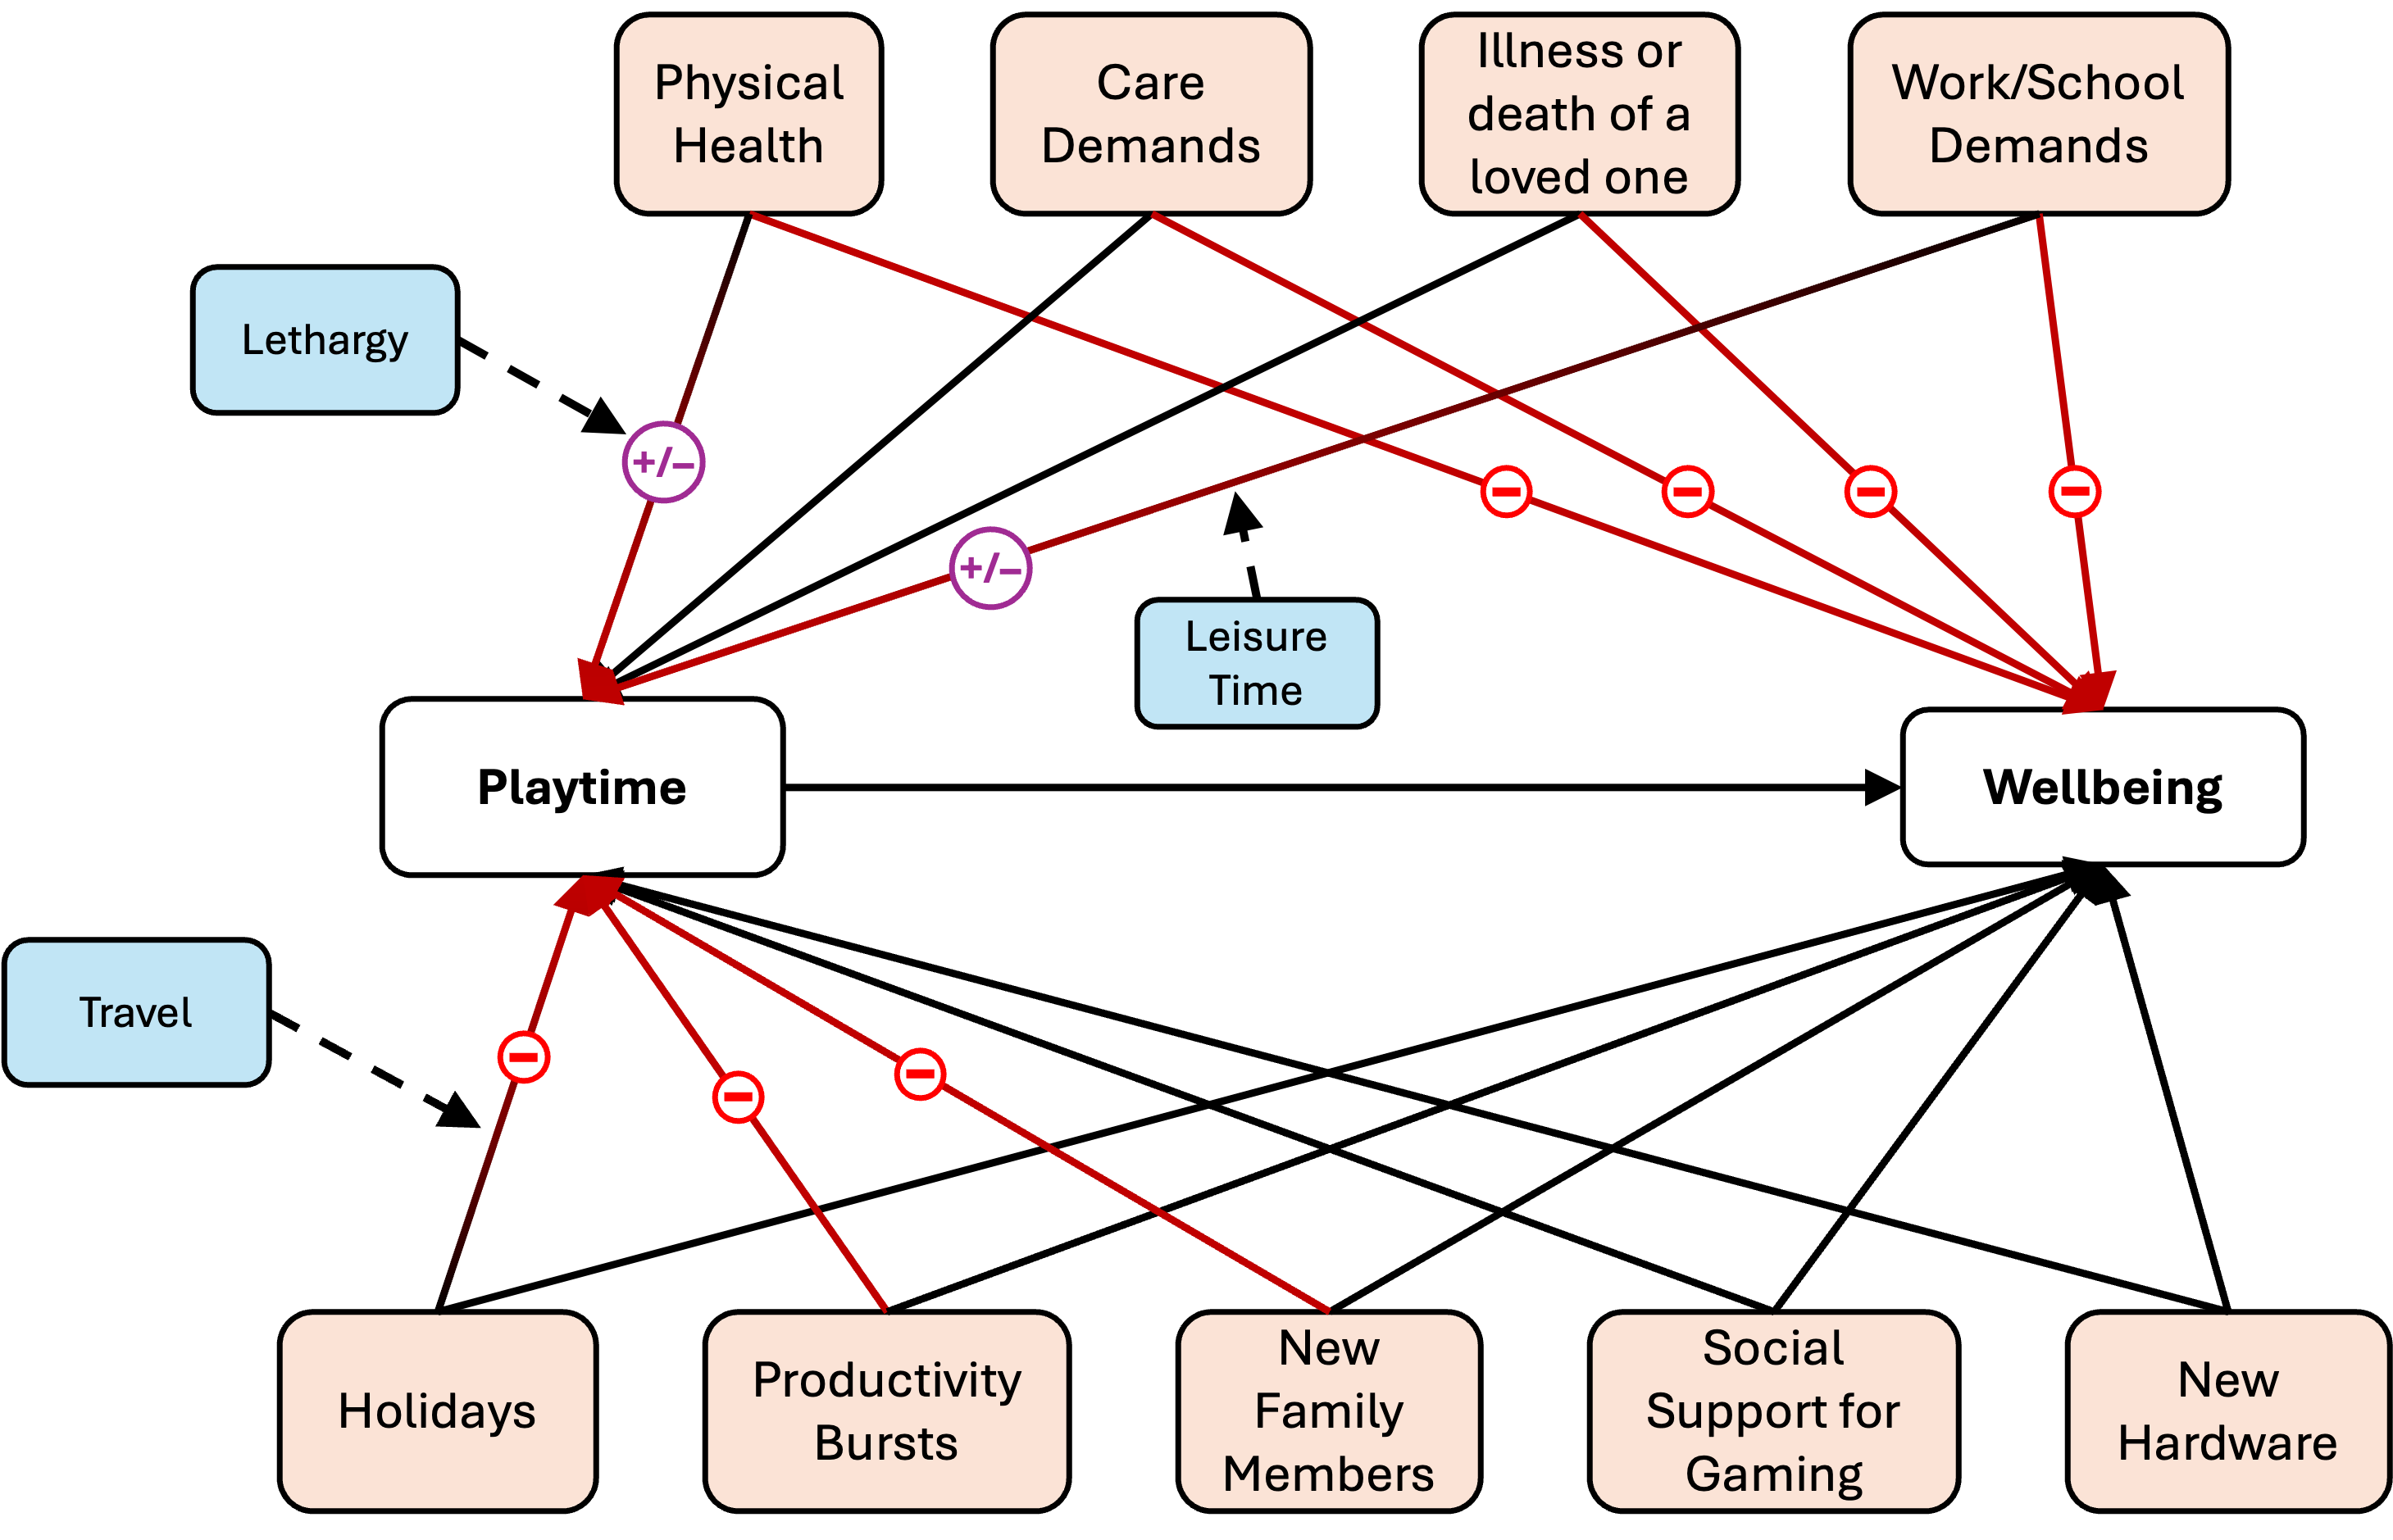 Physical
Health
Care
Demands
Illness or
death of a
loved one
Work/School
Demands
Lethargy
+/–
–
–
–
–
+/–
Leisure
Time
Playtime
Wellbeing
Travel
–
–
–
Holidays
Productivity
Bursts
New
Family
Members
Social
Support for
Gaming
New
Hardware